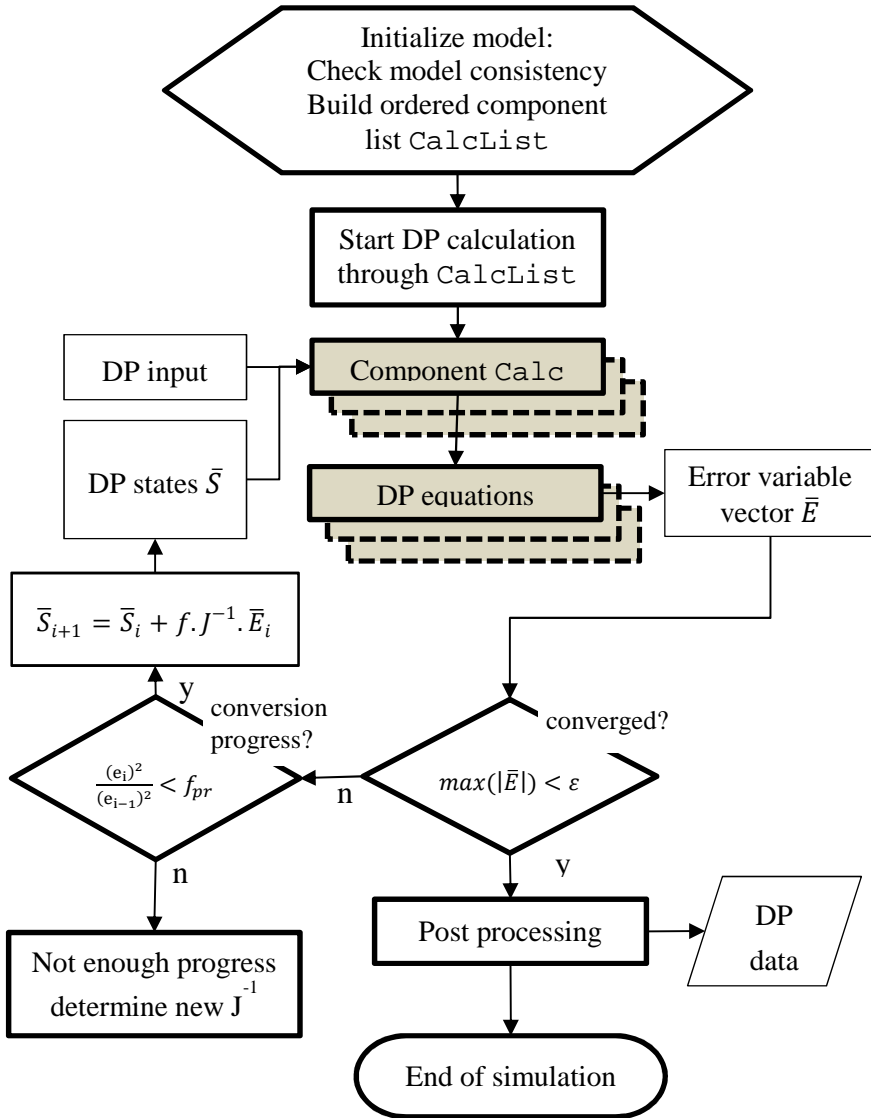 Initialize model:
Check model consistency
Build ordered component
list CalcList
Start DP calculation
through CalcList
DP input
Component Calc
DP states S̄
DP equations
Error variable
vector Ē
S̄ᵢ₊₁ = S̄ᵢ + f.J⁻¹.Ēᵢ
y
conversion
progress?
(eᵢ)²/(eᵢ₋₁)² < fₚᵣ
n
converged?
max(|Ē|) < ε
n
y
Not enough progress
determine new J⁻¹
Post processing
DP
data
End of simulation